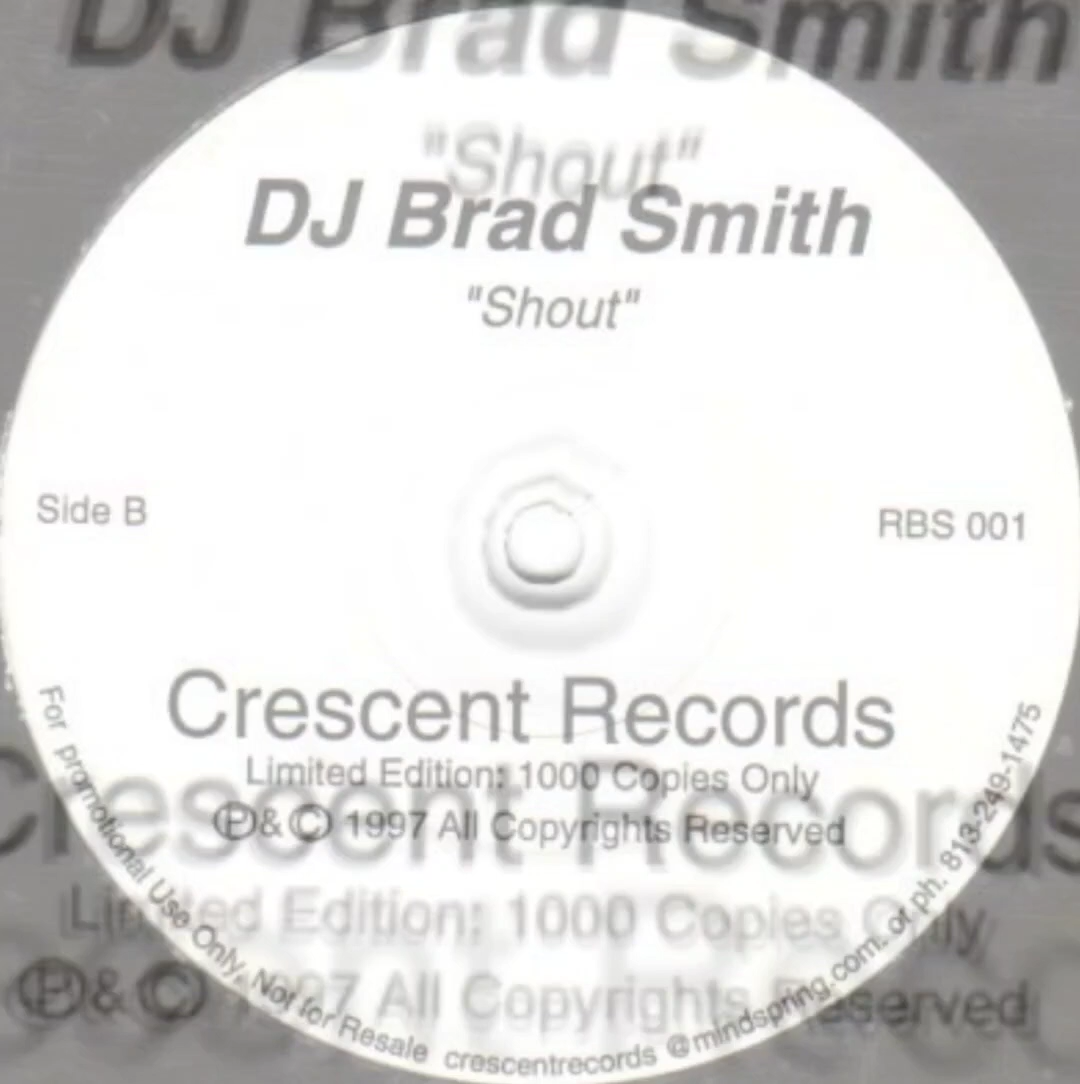 DJ Brad Smith
"Shout"
DJ Brad Smith
"Shout"
Side B
RBS 001
Crescent Records
Limited Edition: 1000 Copies Only
Ⓟ&© 1997 All Copyrights Reserved
For promotional Use Only, Not for Resale crescentrecords @mindspring.com. or ph. 813-249-1475
Crescent Records
Limited Edition: 1000 Copies Only
Ⓟ&© 1997 All Copyrights Reserved